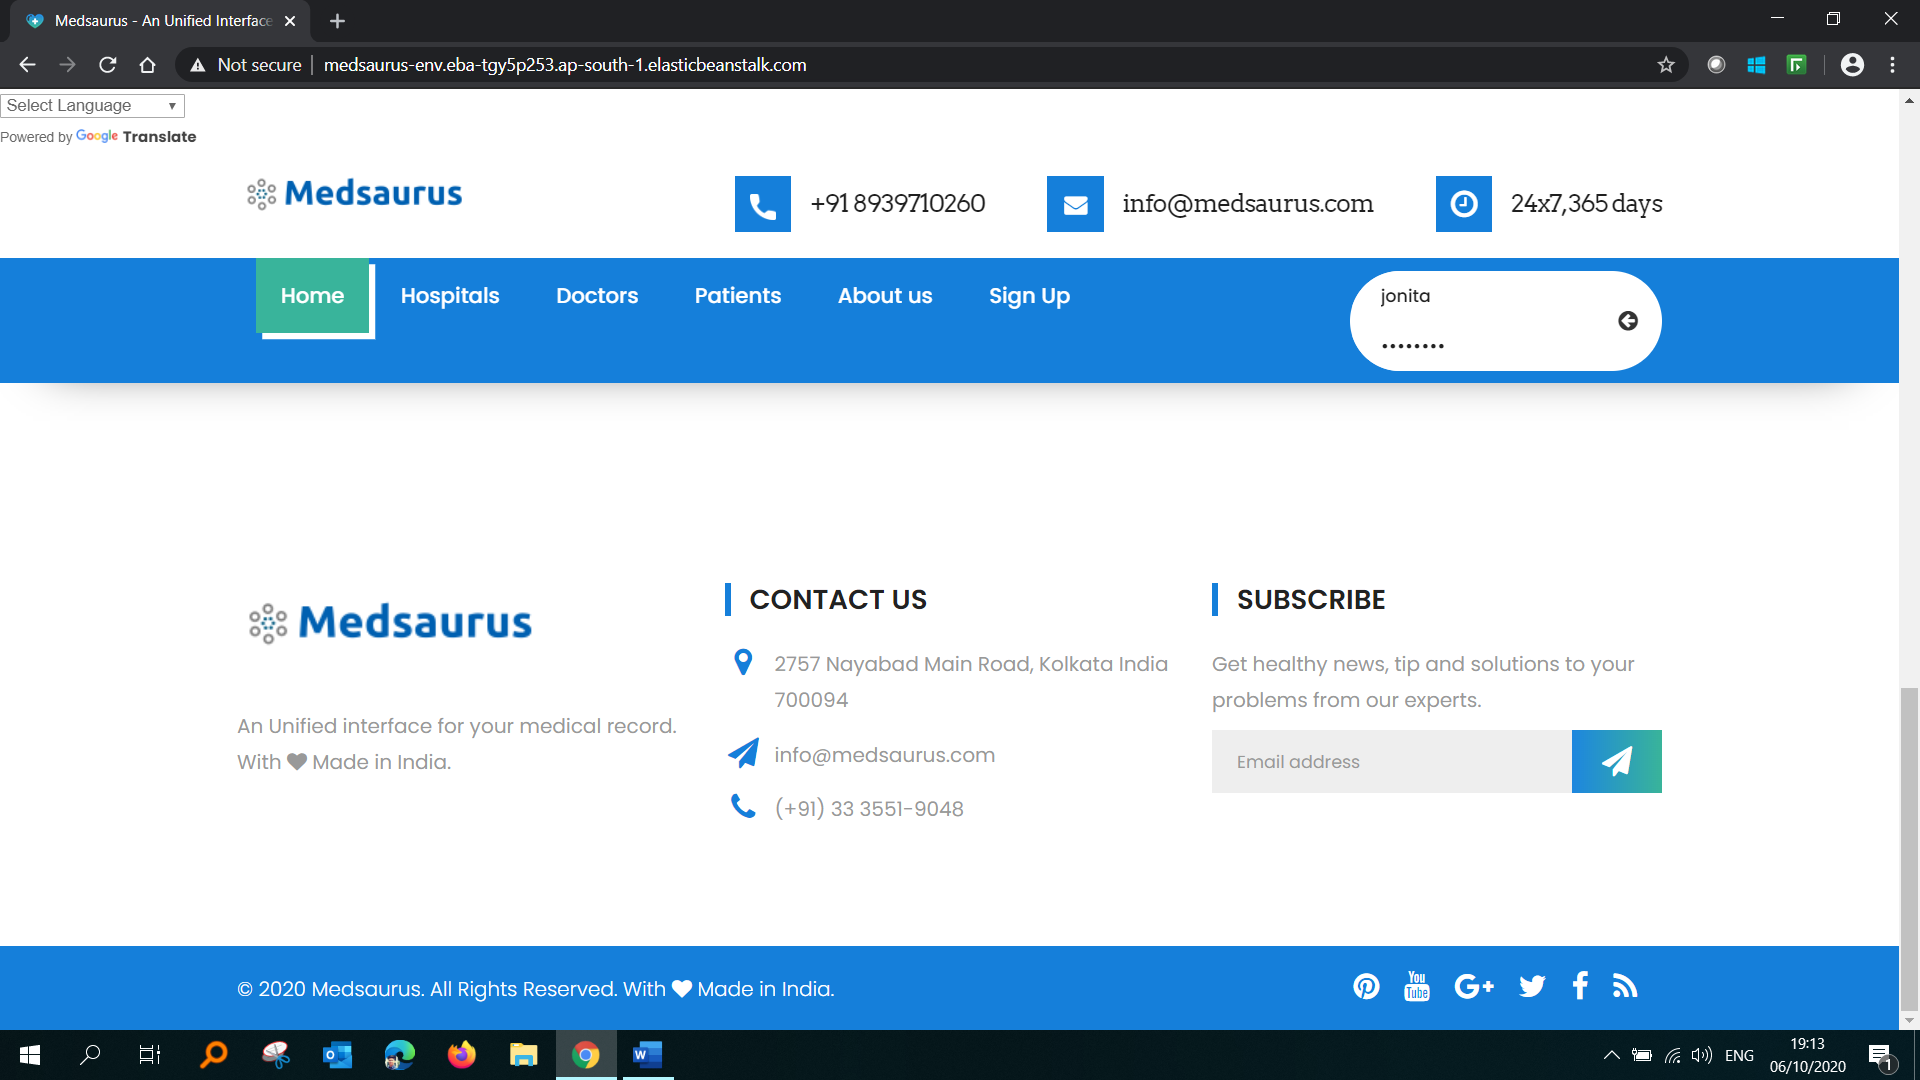 Medsaurus - An Unified Interface
Not secure
medsaurus-env.eba-tgy5p253.ap-south-1.elasticbeanstalk.com
Select Language
Powered by Google Translate
Medsaurus
+91 8939710260
info@medsaurus.com
24x7,365 days
Home
Hospitals
Doctors
Patients
About us
Sign Up
jonita
••••••••
Medsaurus
An Unified interface for your medical record.
With ♥ Made in India.
CONTACT US
2757 Nayabad Main Road, Kolkata India
700094
info@medsaurus.com
(+91) 33 3551-9048
SUBSCRIBE
Get healthy news, tip and solutions to your
problems from our experts.
Email address
© 2020 Medsaurus. All Rights Reserved. With ♥ Made in India.
You Tube
G+
ENG
19:13
06/10/2020
1